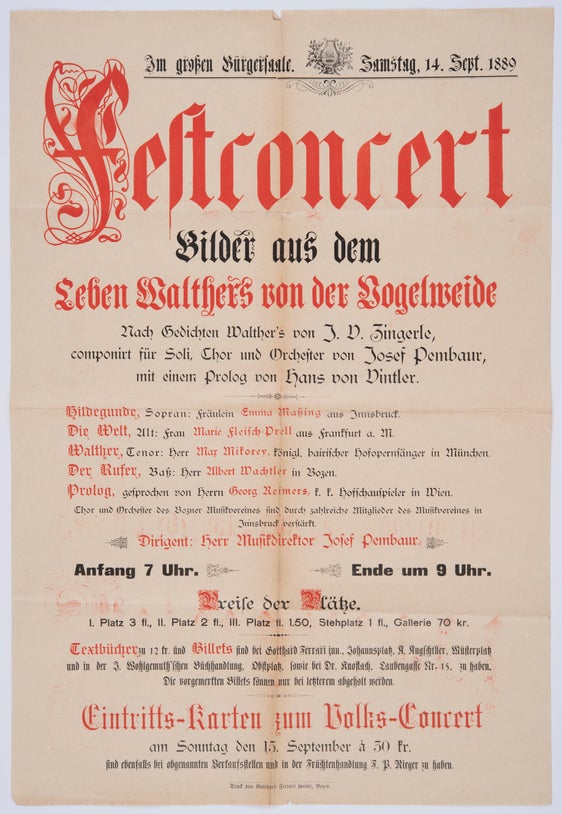 Im großen Bürgersaale. Samstag, 14. Sept. 1889
Festconcert
Bilder aus dem
Leben Walthers von der Vogelweide
Nach Gedichten Walther's von J. V. Zingerle,
componirt für Soli, Chor und Orchester von Josef Pembaur,
mit einem Prolog von Hans von Vintler.
Hildegunde, Sopran: Fräulein Emma Maßing aus Innsbruck.
Die Welt, Alt: Frau Marie Fleisch-Prell aus Frankfurt a. M.
Walther, Tenor: Herr Max Mikorey, königl. bairischer Hofopernsänger in München.
Der Rufer, Baß: Herr Albert Wachtler in Bozen.
Prolog, gesprochen von Herrn Georg Reimers, k. k. Hofschauspieler in Wien.
Chor und Orchester des Bozner Musikvereines sind durch zahlreiche Mitglieder des Musikvereines in
Innsbruck verstärkt.
Dirigent: Herr Musikdirektor Josef Pembaur.
Anfang 7 Uhr. Ende um 9 Uhr.
Preise der Plätze.
I. Platz 3 fl., II. Platz 2 fl., III. Platz fl. 1.50, Stehplatz 1 fl., Gallerie 70 kr.
Textbücher zu 12 kr. und Billets sind bei Gotthard Ferrari jun., Johannsplatz, A. Augschiller, Müsterplatz
und in der J. Wohlgemuth'schen Buchhandlung, Obstplatz, sowie bei Dr. Knoflach, Laubengasse Nr. 15, zu haben.
Die vorgemerkten Billets können nur bei letzterem abgeholt werden.
Eintritts-Karten zum Volks-Concert
am Sonntag den 15. September à 30 kr.
sind ebenfalls bei obgenannten Verkaufsstellen und in der Früchtenhandlung F. P. Rieger zu haben.
Druck von Gotthard Ferrari junior, Bozen.